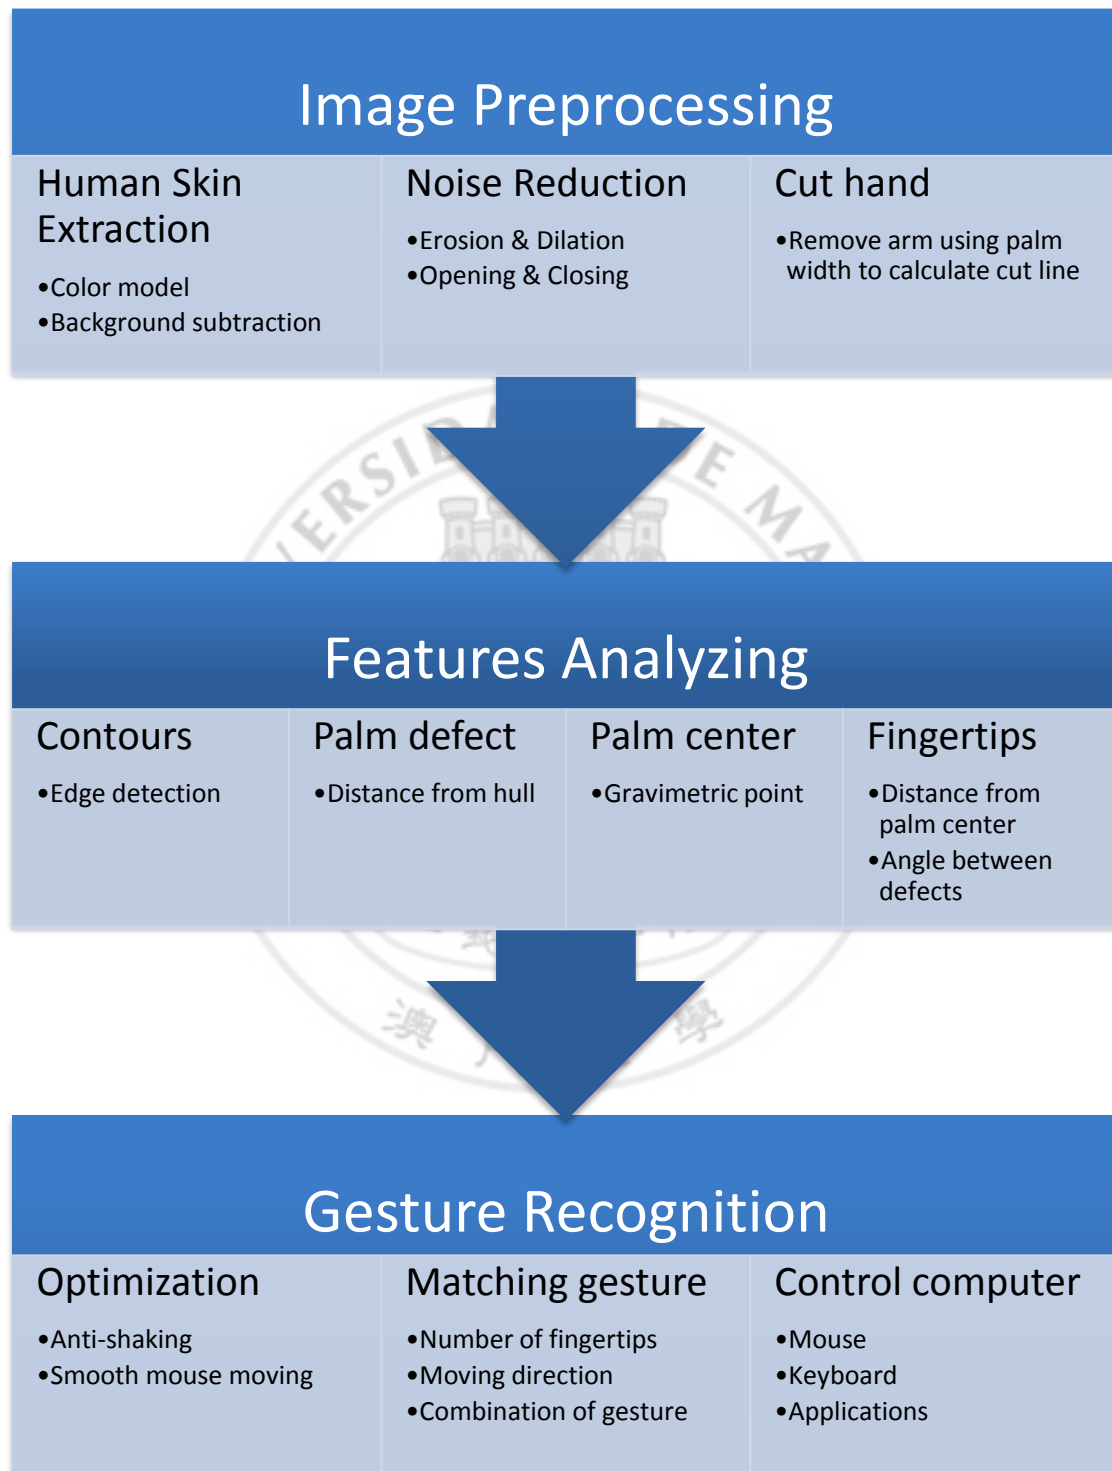 Image Preprocessing
Human Skin
Extraction
•Color model
•Background subtraction
Noise Reduction
•Erosion & Dilation
•Opening & Closing
Cut hand
•Remove arm using palm
width to calculate cut line
Features Analyzing
Contours
•Edge detection
Palm defect
•Distance from hull
Palm center
•Gravimetric point
Fingertips
•Distance from
palm center
•Angle between
defects
澳 學
Gesture Recognition
Optimization
•Anti-shaking
•Smooth mouse moving
Matching gesture
•Number of fingertips
•Moving direction
•Combination of gesture
Control computer
•Mouse
•Keyboard
•Applications